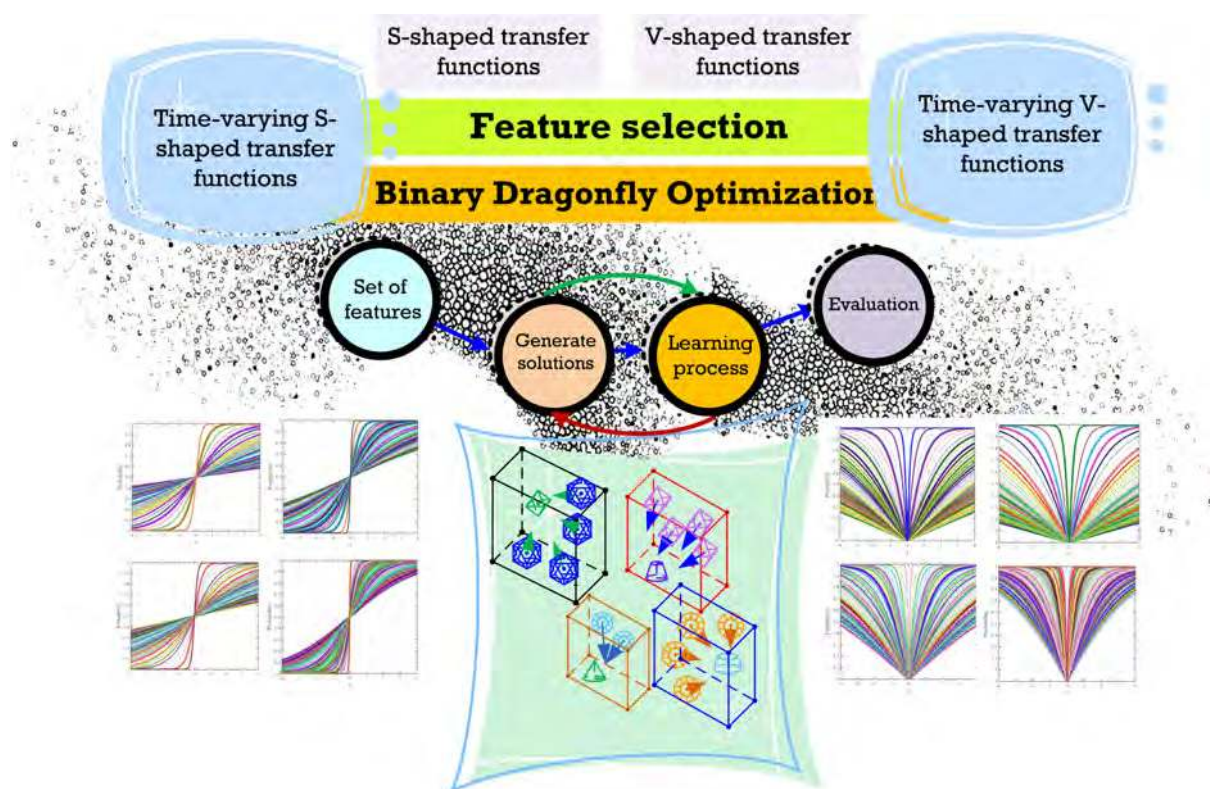 S-shaped transfer
functions
V-shaped transfer
functions
Time-varying S-
shaped transfer
functions
Feature selection
Time-varying V-
shaped transfer
functions
Binary Dragonfly Optimization
Set of
features
Generate
solutions
Learning
process
Evaluation